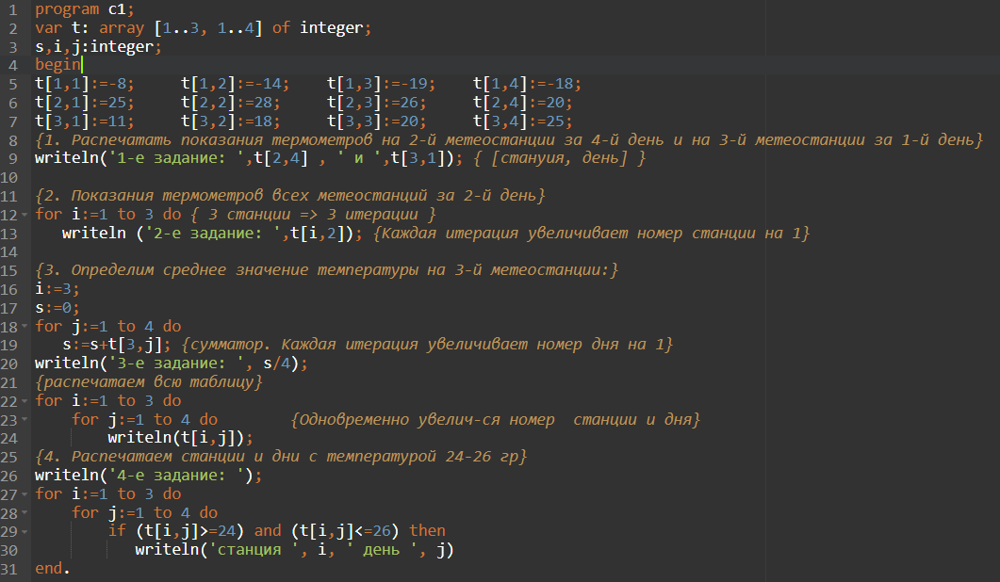 1 program c1;
2 var t: array [1..3, 1..4] of integer;
3 s,i,j:integer;
4 begin
5 t[1,1]:=-8;     t[1,2]:=-14;    t[1,3]:=-19;    t[1,4]:=-18;
6 t[2,1]:=25;     t[2,2]:=28;     t[2,3]:=26;     t[2,4]:=20;
7 t[3,1]:=11;     t[3,2]:=18;     t[3,3]:=20;     t[3,4]:=25;
8 {1. Распечатать показания термометров на 2-й метеостанции за 4-й день и на 3-й метеостанции за 1-й день}
9 writeln('1-е задание: ',t[2,4] , ' и ',t[3,1]); { [стануия, день] }
10
11 {2. Показания термометров всех метеостанций за 2-й день}
12 for i:=1 to 3 do { 3 станции => 3 итерации }
13    writeln ('2-е задание: ',t[i,2]); {Каждая итерация увеличивает номер станции на 1}
14
15 {3. Определим среднее значение температуры на 3-й метеостанции:}
16 i:=3;
17 s:=0;
18 for j:=1 to 4 do
19    s:=s+t[3,j]; {сумматор. Каждая итерация увеличивает номер дня на 1}
20 writeln('3-е задание: ', s/4);
21 {распечатаем всю таблицу}
22 for i:=1 to 3 do
23     for j:=1 to 4 do        {Одновременно увелич-ся номер  станции и дня}
24         writeln(t[i,j]);
25 {4. Распечатаем станции и дни с температурой 24-26 гр}
26 writeln('4-е задание: ');
27 for i:=1 to 3 do
28     for j:=1 to 4 do
29         if (t[i,j]>=24) and (t[i,j]<=26) then
30            writeln('станция ', i, ' день ', j)
31 end.